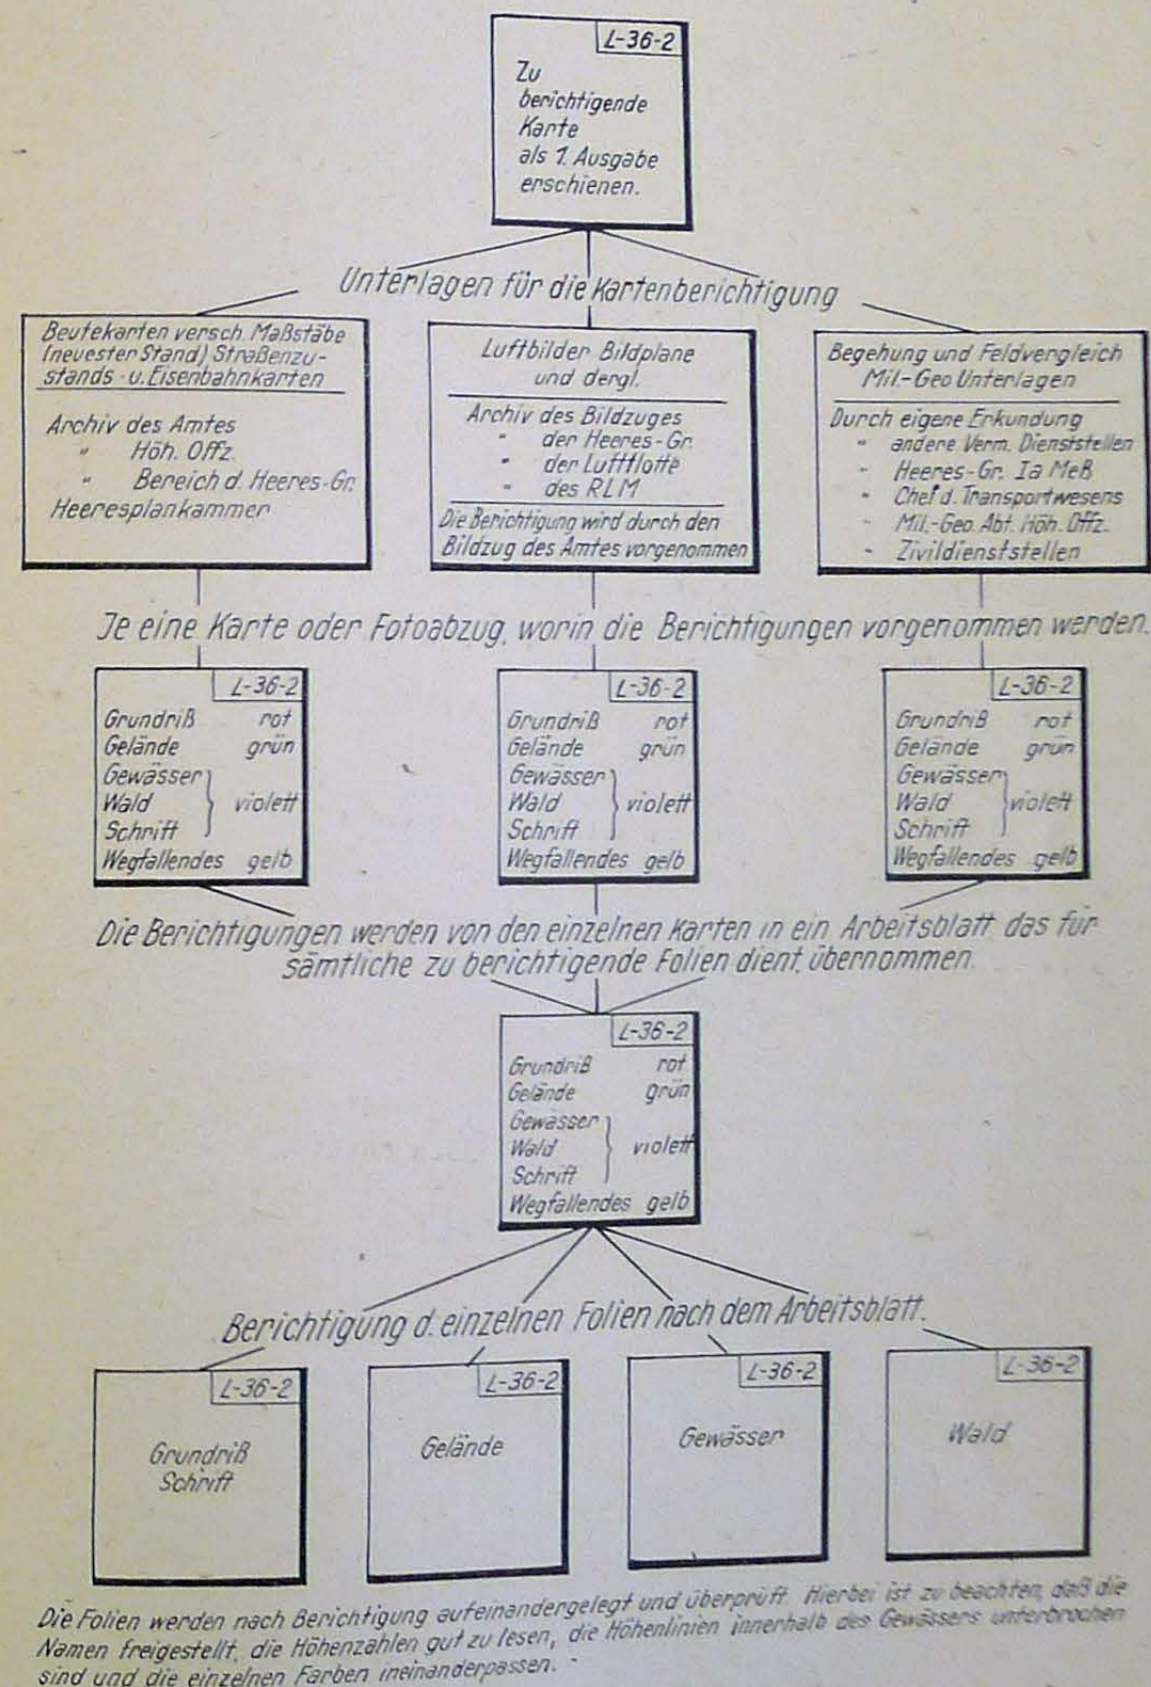 L-36-2
Zu
berichtigende
Karte
als 1. Ausgabe
erschienen.
Unterlagen für die Kartenberichtigung
Beutekarten versch. Maßstäbe
(neuester Stand) Straßenzu-
stands- u. Eisenbahnkarten
Archiv des Amtes
" Höh. Offz.
" Bereich d. Heeres-Gr.
Heeresplankammer
Luftbilder Bildplane
und dergl.
Archiv des Bildzuges
" der Heeres-Gr.
" der Luftflotte
" des RLM
Die Berichtigung wird durch den
Bildzug des Amtes vorgenommen
Begehung und Feldvergleich
Mil.-Geo Unterlagen
Durch eigene Erkundung
" andere Verm. Dienststellen
" Heeres-Gr. Ia Meß
" Chef d. Transportwesens
" Mil.-Geo. Abt. Höh. Offz.
" Zivildienststellen
Je eine Karte oder Fotoabzug, worin die Berichtigungen vorgenommen werden.
L-36-2
Grundriß rot
Gelände grün
Gewässer
Wald violett
Schrift
Wegfallendes gelb
L-36-2
Grundriß rot
Gelände grün
Gewässer
Wald violett
Schrift
Wegfallendes gelb
L-36-2
Grundriß rot
Gelände grün
Gewässer
Wald violett
Schrift
Wegfallendes gelb
Die Berichtigungen werden von den einzelnen Karten in ein Arbeitsblatt das für
sämtliche zu berichtigende Folien dient, übernommen.
L-36-2
Grundriß rot
Gelände grün
Gewässer
Wald violett
Schrift
Wegfallendes gelb
Berichtigung d. einzelnen Folien nach dem Arbeitsblatt.
L-36-2
Grundriß
Schrift
L-36-2
Gelände
L-36-2
Gewässer
L-36-2
Wald
Die Folien werden nach Berichtigung aufeinandergelegt und überprüft. Hierbei ist zu beachten, daß die
Namen freigestellt, die Höhenzahlen gut zu lesen, die Höhenlinien innerhalb des Gewässers unterbrochen
sind und die einzelnen Farben ineinanderpassen.